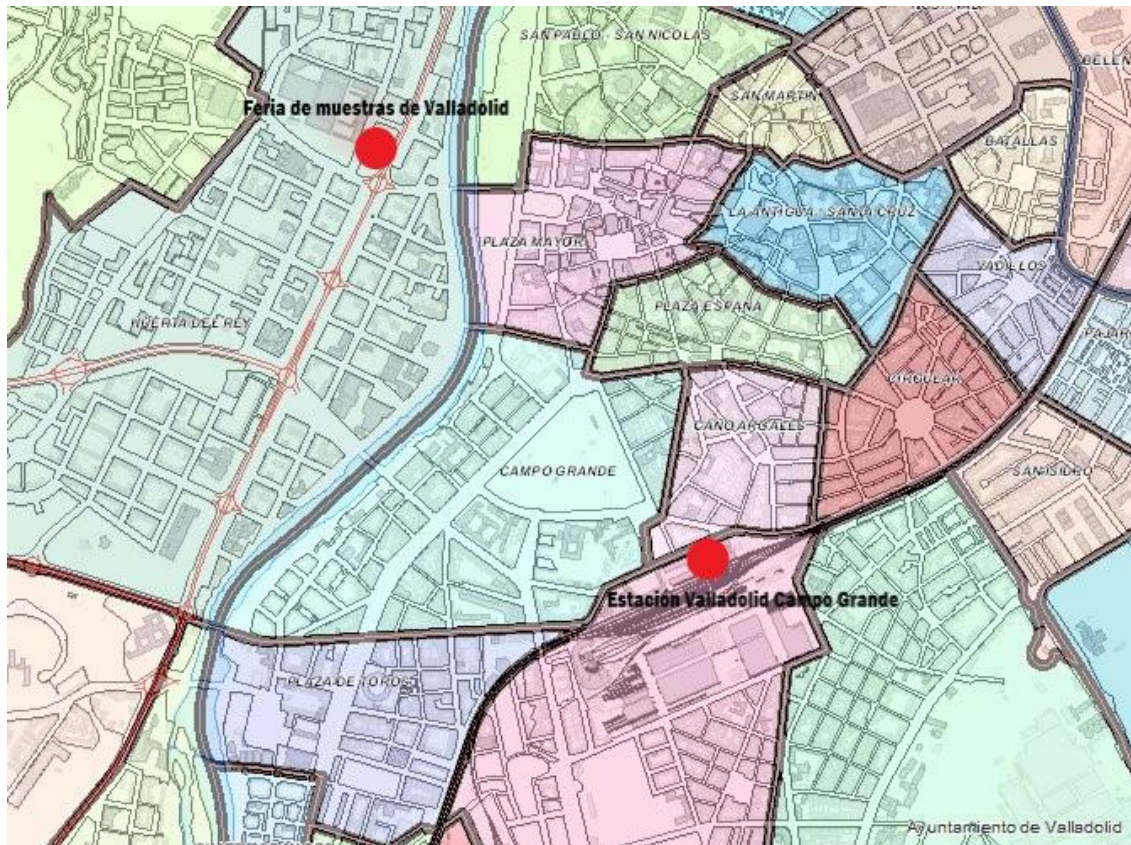 SAN PABLO - SAN NICOLAS
Feria de muestras de Valladolid
SAN MARTIN
BATALLAS
LA ANTIGUA - SANTA CRUZ
PLAZA MAYOR
VADILLOS
PLAZA ESPAÑA
HUERTA DEL REY
CIRCULAR
CAÑO ARGALES
CAMPO GRANDE
SAN ISIDRO
Estación Valladolid Campo Grande
PLAZA DE TOROS
Ayuntamiento de Valladolid